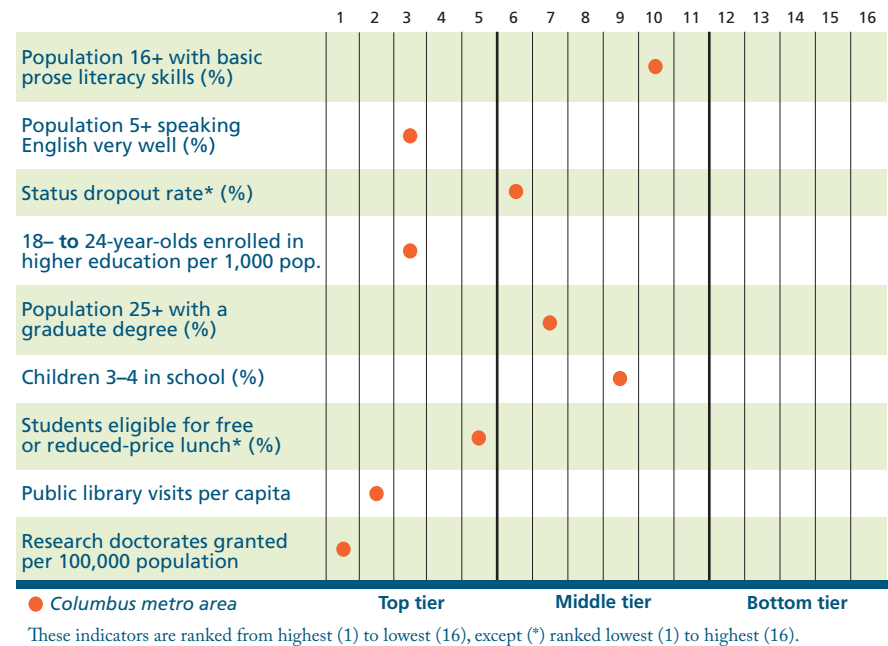 1 2 3 4 5 6 7 8 9 10 11 12 13 14 15 16
Population 16+ with basic
prose literacy skills (%)
Population 5+ speaking
English very well (%)
Status dropout rate* (%)
18– to 24-year-olds enrolled in
higher education per 1,000 pop.
Population 25+ with a
graduate degree (%)
Children 3–4 in school (%)
Students eligible for free
or reduced-price lunch* (%)
Public library visits per capita
Research doctorates granted
per 100,000 population
Columbus metro area Top tier Middle tier Bottom tier
These indicators are ranked from highest (1) to lowest (16), except (*) ranked lowest (1) to highest (16).